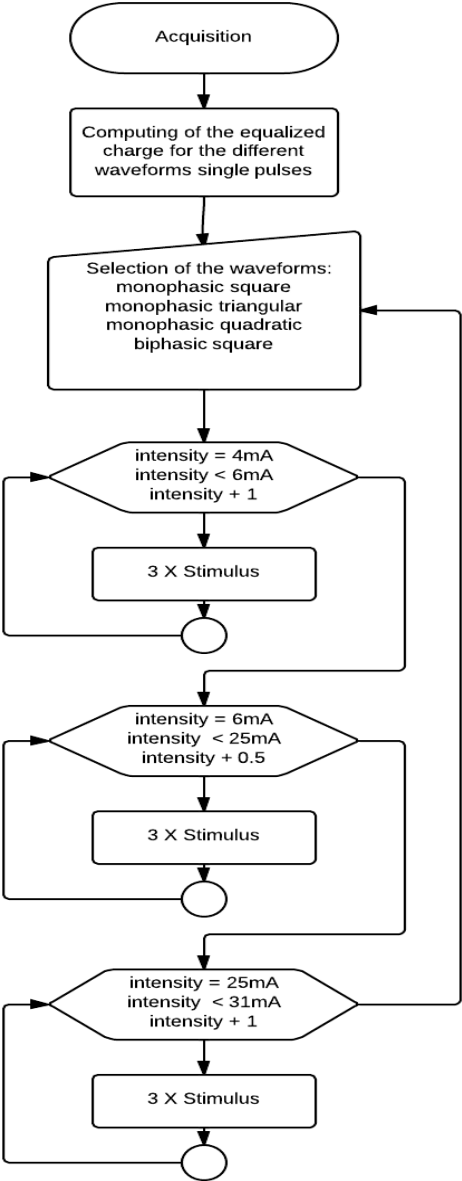 Acquisition
Computing of the equalized
charge for the different
waveforms single pulses
Selection of the waveforms:
monophasic square
monophasic triangular
monophasic quadratic
biphasic square
intensity = 4mA
intensity < 6mA
intensity + 1
3 X Stimulus
intensity = 6mA
intensity < 25mA
intensity + 0.5
3 X Stimulus
intensity = 25mA
intensity < 31mA
intensity + 1
3 X Stimulus